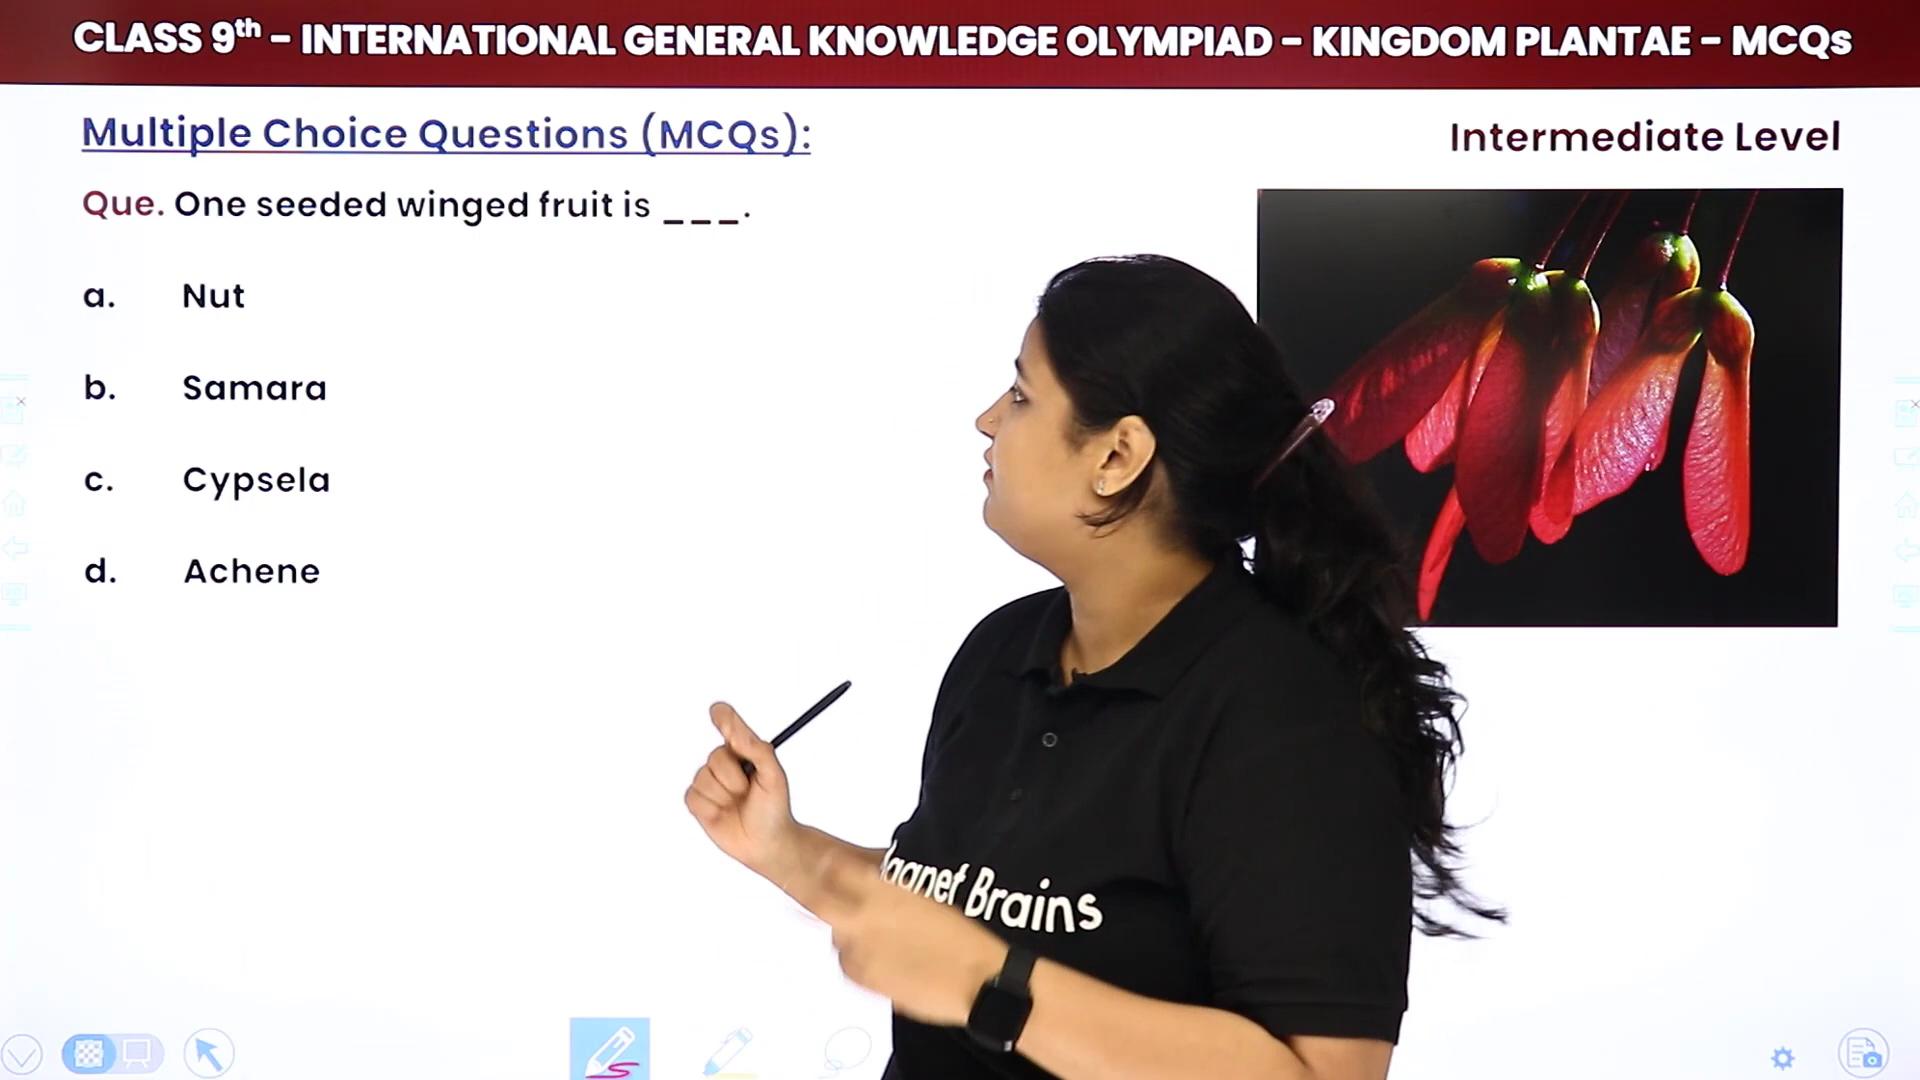 CLASS 9th – INTERNATIONAL GENERAL KNOWLEDGE OLYMPIAD – KINGDOM PLANTAE – MCQs
Multiple Choice Questions (MCQs):
Intermediate Level
Que. One seeded winged fruit is _ _ _.
a. Nut
b. Samara
c. Cypsela
d. Achene
Brains